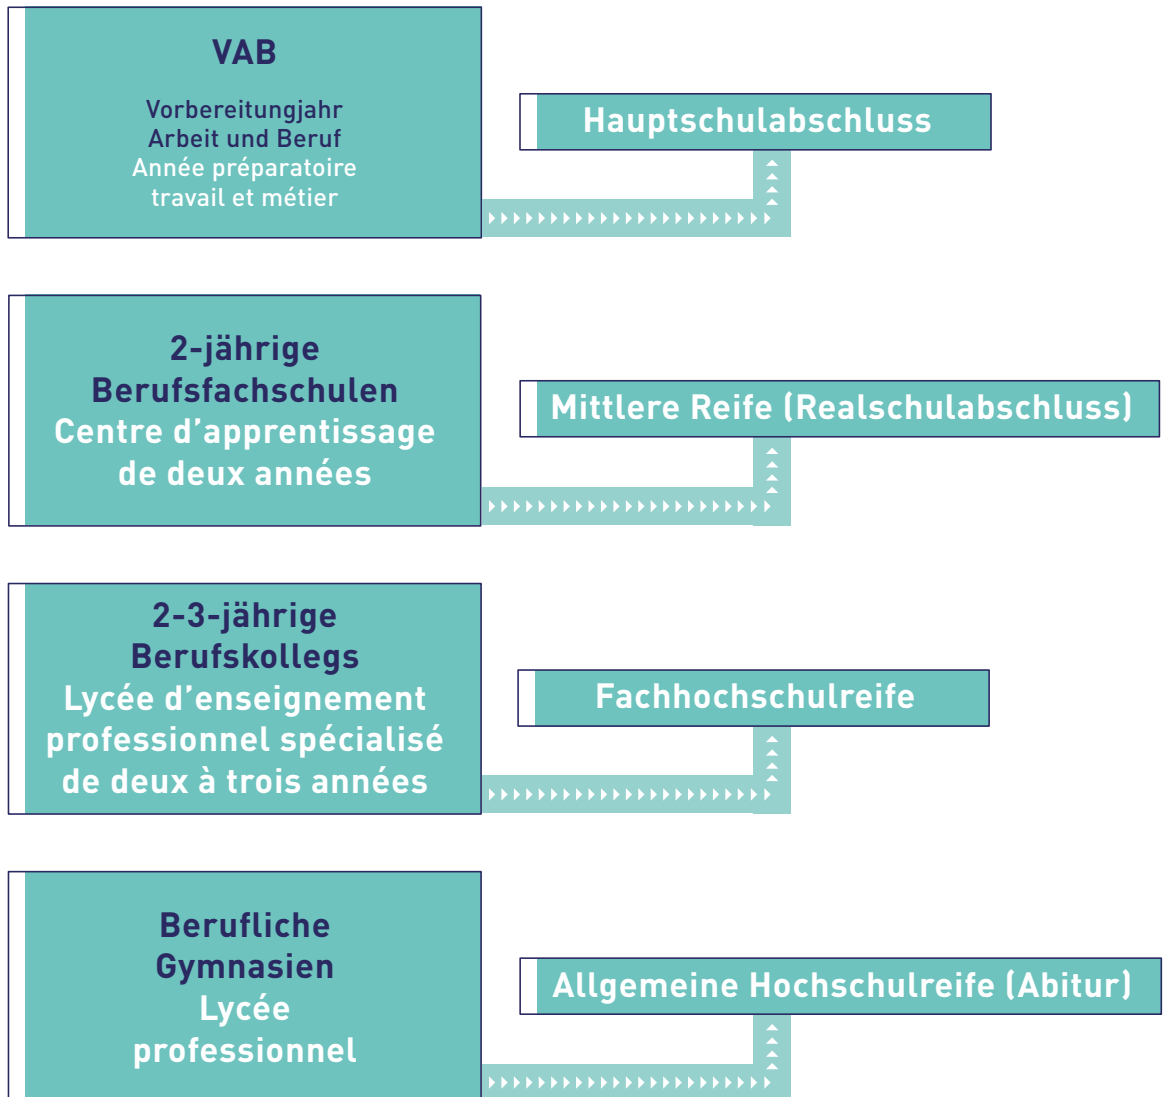 VAB
Vorbereitungjahr
Arbeit und Beruf
Année préparatoire
travail et métier
Hauptschulabschluss
2-jährige
Berufsfachschulen
Centre d’apprentissage
de deux années
Mittlere Reife (Realschulabschluss)
2-3-jährige
Berufskollegs
Lycée d’enseignement
professionnel spécialisé
de deux à trois années
Fachhochschulreife
Berufliche
Gymnasien
Lycée
professionnel
Allgemeine Hochschulreife (Abitur)